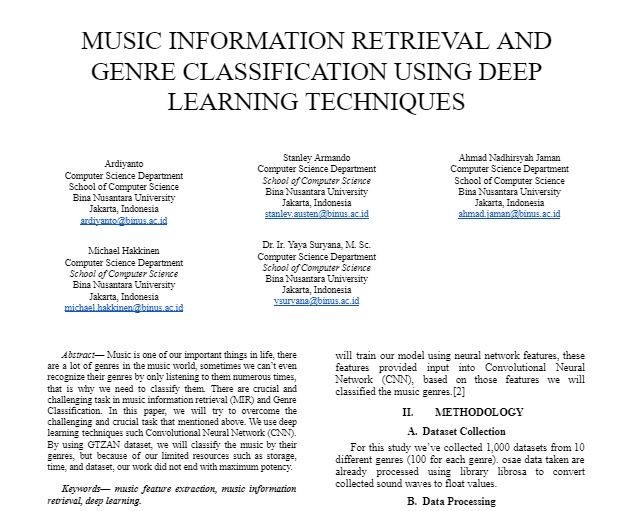 MUSIC INFORMATION RETRIEVAL AND
GENRE CLASSIFICATION USING DEEP
LEARNING TECHNIQUES
Ardiyanto
Computer Science Department
School of Computer Science
Bina Nusantara University
Jakarta, Indonesia
ardiyanto@binus.ac.id
Stanley Armando
Computer Science Department
School of Computer Science
Bina Nusantara University
Jakarta, Indonesia
stanley.austen@binus.ac.id
Ahmad Nadhirsyah Jaman
Computer Science Department
School of Computer Science
Bina Nusantara University
Jakarta, Indonesia
ahmad.jaman@binus.ac.id
Michael Hakkinen
Computer Science Department
School of Computer Science
Bina Nusantara University
Jakarta, Indonesia
michael.hakkinen@binus.ac.id
Dr. Ir. Yaya Suryana, M. Sc.
Computer Science Department
School of Computer Science
Bina Nusantara University
Jakarta, Indonesia
ysuryana@binus.ac.id
Abstract— Music is one of our important things in life, there
are a lot of genres in the music world, sometimes we can't even
recognize their genres by only listening to them numerous times,
that is why we need to classify them. There are crucial and
challenging task in music information retrieval (MIR) and Genre
Classification. In this paper, we will try to overcome the
challenging and crucial task that mentioned above. We use deep
learning techniques such Convolutional Neural Network (CNN).
By using GTZAN dataset, we will classify the music by their
genres, but because of our limited resources such as storage,
time, and dataset, our work did not end with maximum potency.
Keywords— music feature extraction, music information
retrieval, deep learning.
will train our model using neural network features, these
features provided input into Convolutional Neural
Network (CNN), based on those features we will
classified the music genres.[2]
II. METHODOLOGY
A. Dataset Collection
For this study we've collected 1,000 datasets from 10
different genres (100 for each genre). osae data taken are
already processed using library librosa to convert
collected sound waves to float values.
B. Data Processing